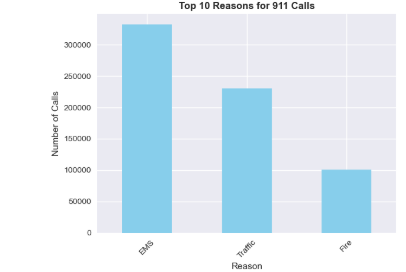 Top 10 Reasons for 911 Calls
300000
250000
200000
150000
100000
50000
0
Number of Calls
EMS
Traffic
Fire
Reason